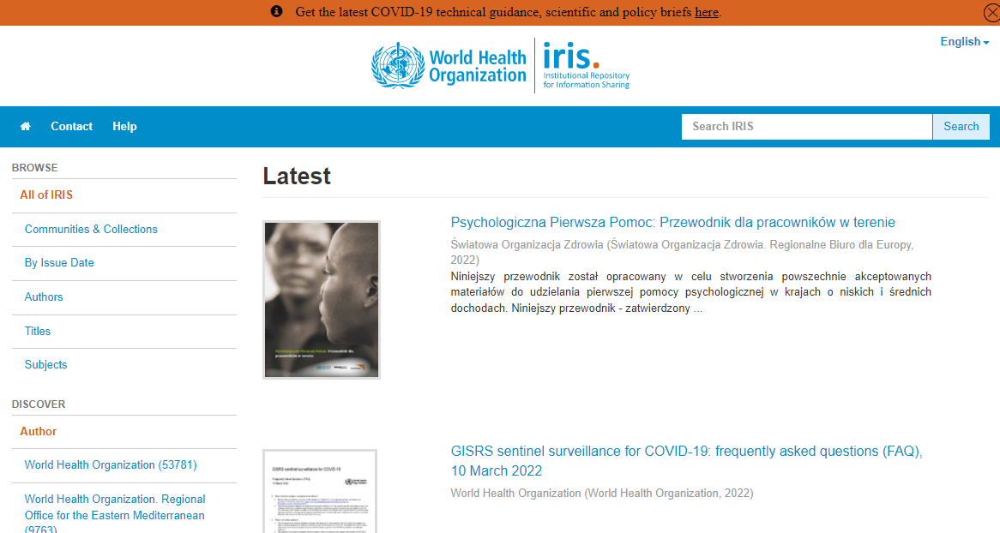 Get the latest COVID-19 technical guidance, scientific and policy briefs here.
English
World Health
Organization
iris.
Institutional Repository
for Information Sharing
Contact
Help
Search IRIS
Search
BROWSE
All of IRIS
Communities & Collections
By Issue Date
Authors
Titles
Subjects
DISCOVER
Author
World Health Organization (53781)
World Health Organization. Regional
Office for the Eastern Mediterranean
(9763)
Latest
Psychologiczna Pierwsza Pomoc: Przewodnik dla
pracowników w terenie
Psychologiczna Pierwsza Pomoc: Przewodnik dla pracowników w terenie
Światowa Organizacja Zdrowia (Światowa Organizacja Zdrowia. Regionalne Biuro dla Europy,
2022)
Niniejszy przewodnik został opracowany w celu stworzenia powszechnie akceptowanych
materiałów do udzielania pierwszej pomocy psychologicznej w krajach o niskich i średnich
dochodach. Niniejszy przewodnik - zatwierdzony ...
GISRS sentinel surveillance for COVID-19
Frequently Asked Questions (FAQ)
10 March 2022
GISRS sentinel surveillance for COVID-19: frequently asked questions (FAQ),
10 March 2022
World Health Organization (World Health Organization, 2022)